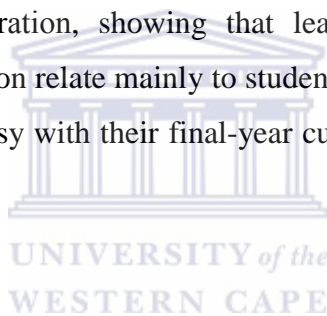 ration, showing that lea
on relate mainly to studen
sy with their final-year cu
UNIVERSITY of the
WESTERN CAPE